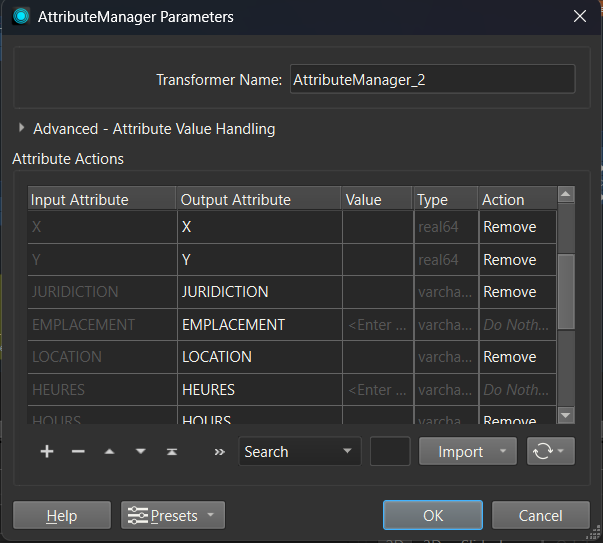 AttributeManager Parameters
Transformer Name: AttributeManager_2
Advanced - Attribute Value Handling
Attribute Actions
Input Attribute Output Attribute Value Type Action
X X real64 Remove
Y Y real64 Remove
JURIDICTION JURIDICTION varcha... Remove
EMPLACEMENT EMPLACEMENT <Enter ... varcha... Do Noth...
LOCATION LOCATION varcha... Remove
HEURES HEURES <Enter ... varcha... Do Noth...
HOURS HOURS varcha... Remove
Search Import
Help Presets OK Cancel